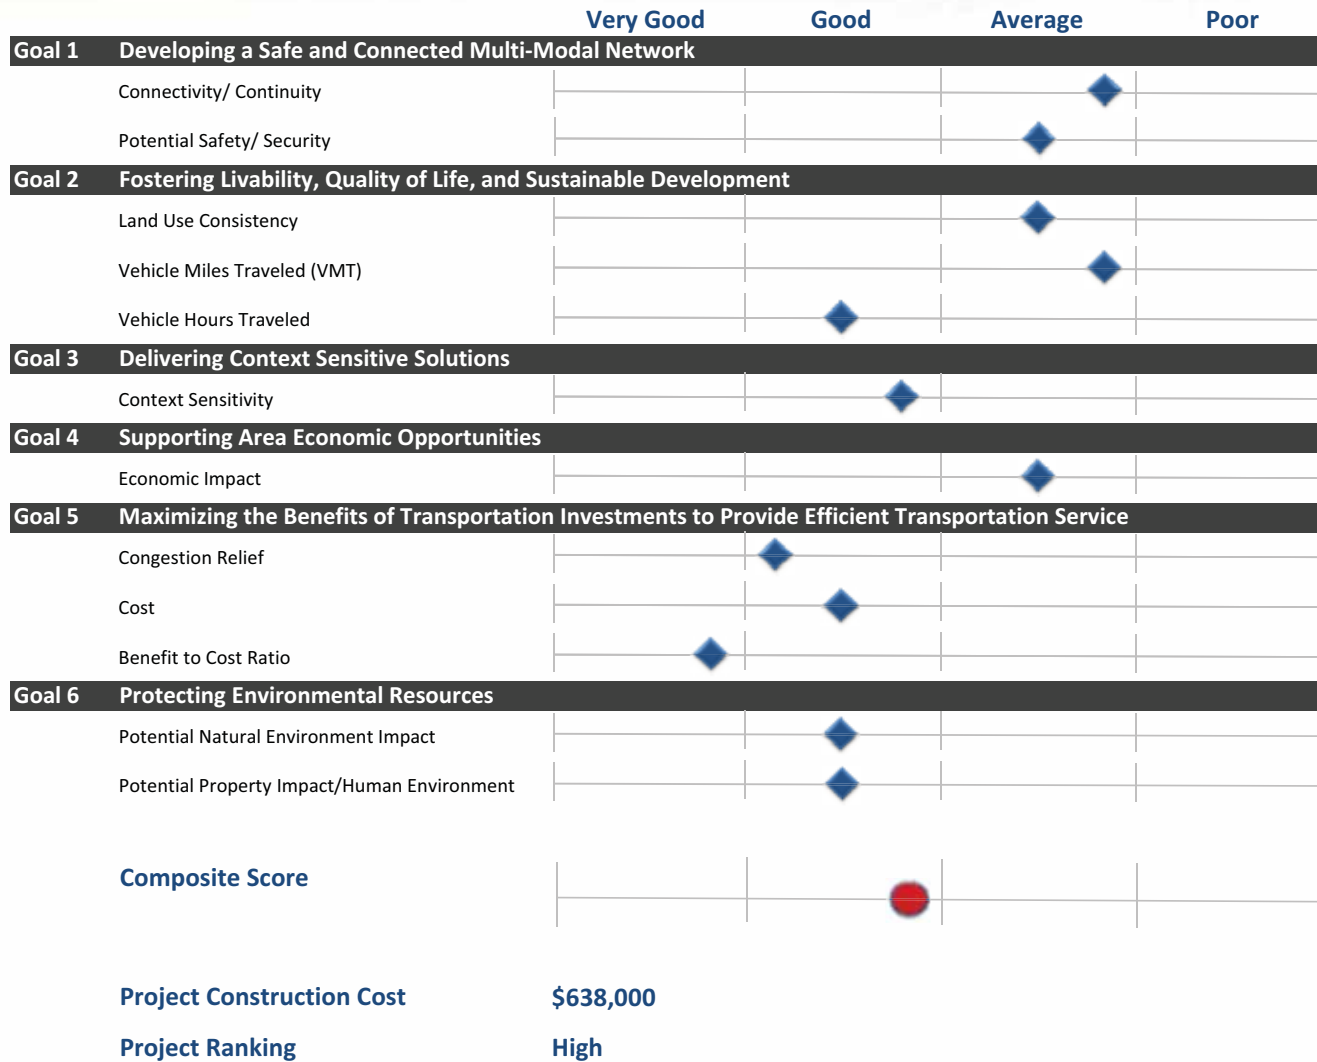 Very Good Good Average Poor
Goal 1 Developing a Safe and Connected Multi-Modal Network
Connectivity/ Continuity
Potential Safety/ Security
Goal 2 Fostering Livability, Quality of Life, and Sustainable Development
Land Use Consistency
Vehicle Miles Traveled (VMT)
Vehicle Hours Traveled
Goal 3 Delivering Context Sensitive Solutions
Context Sensitivity
Goal 4 Supporting Area Economic Opportunities
Economic Impact
Goal 5 Maximizing the Benefits of Transportation Investments to Provide Efficient Transportation Service
Congestion Relief
Cost
Benefit to Cost Ratio
Goal 6 Protecting Environmental Resources
Potential Natural Environment Impact
Potential Property Impact/Human Environment
Composite Score
Project Construction Cost $638,000
Project Ranking High